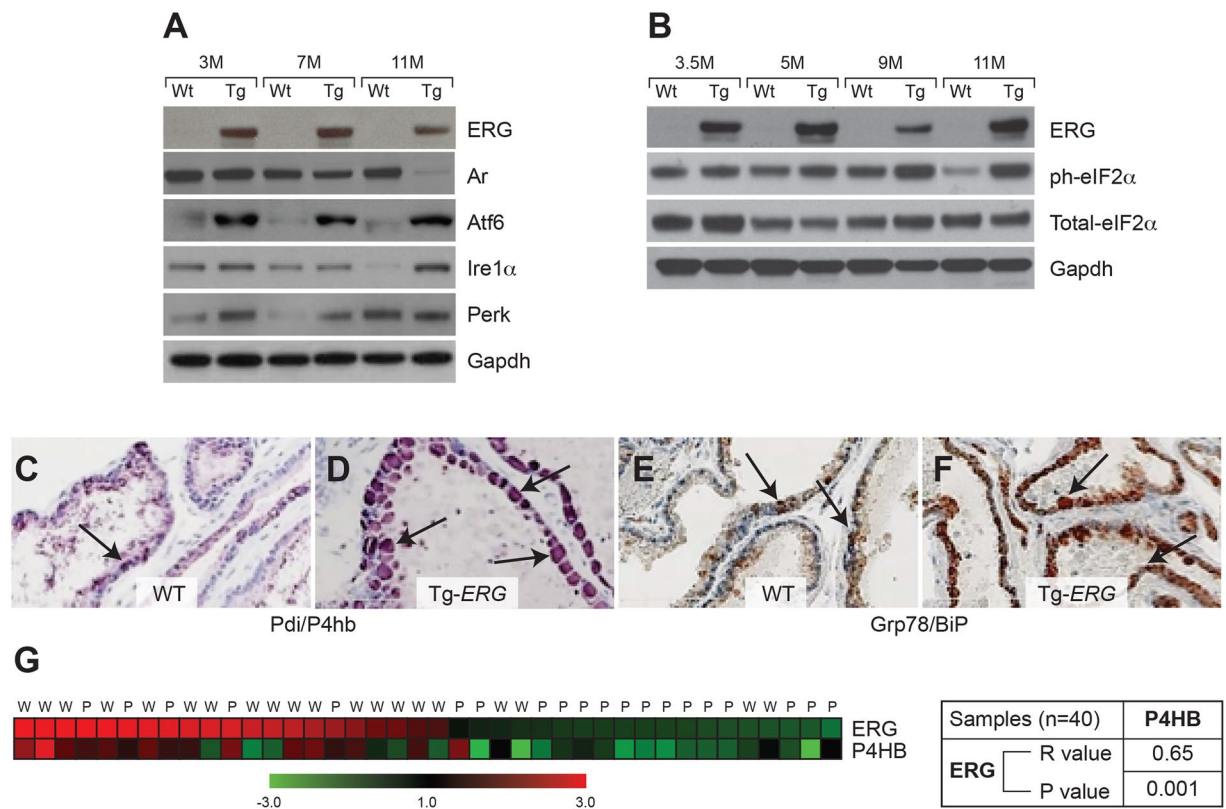 A
3M 7M 11M
Wt Tg Wt Tg Wt Tg
ERG
Ar
Atf6
Ire1α
Perk
Gapdh
B
3.5M 5M 9M 11M
Wt Tg Wt Tg Wt Tg Wt Tg
ERG
ph-eIF2α
Total-eIF2α
Gapdh
C D E F
WT Tg-ERG WT Tg-ERG
Pdi/P4hb Grp78/BiP
G
W W W P W P W P W W P W W W W P W W W W W P P W W P P P P P P P P P P W W P P P
ERG
P4HB
-3.0 1.0 3.0
Samples (n=40) P4HB
ERG
R value 0.65
P value 0.001